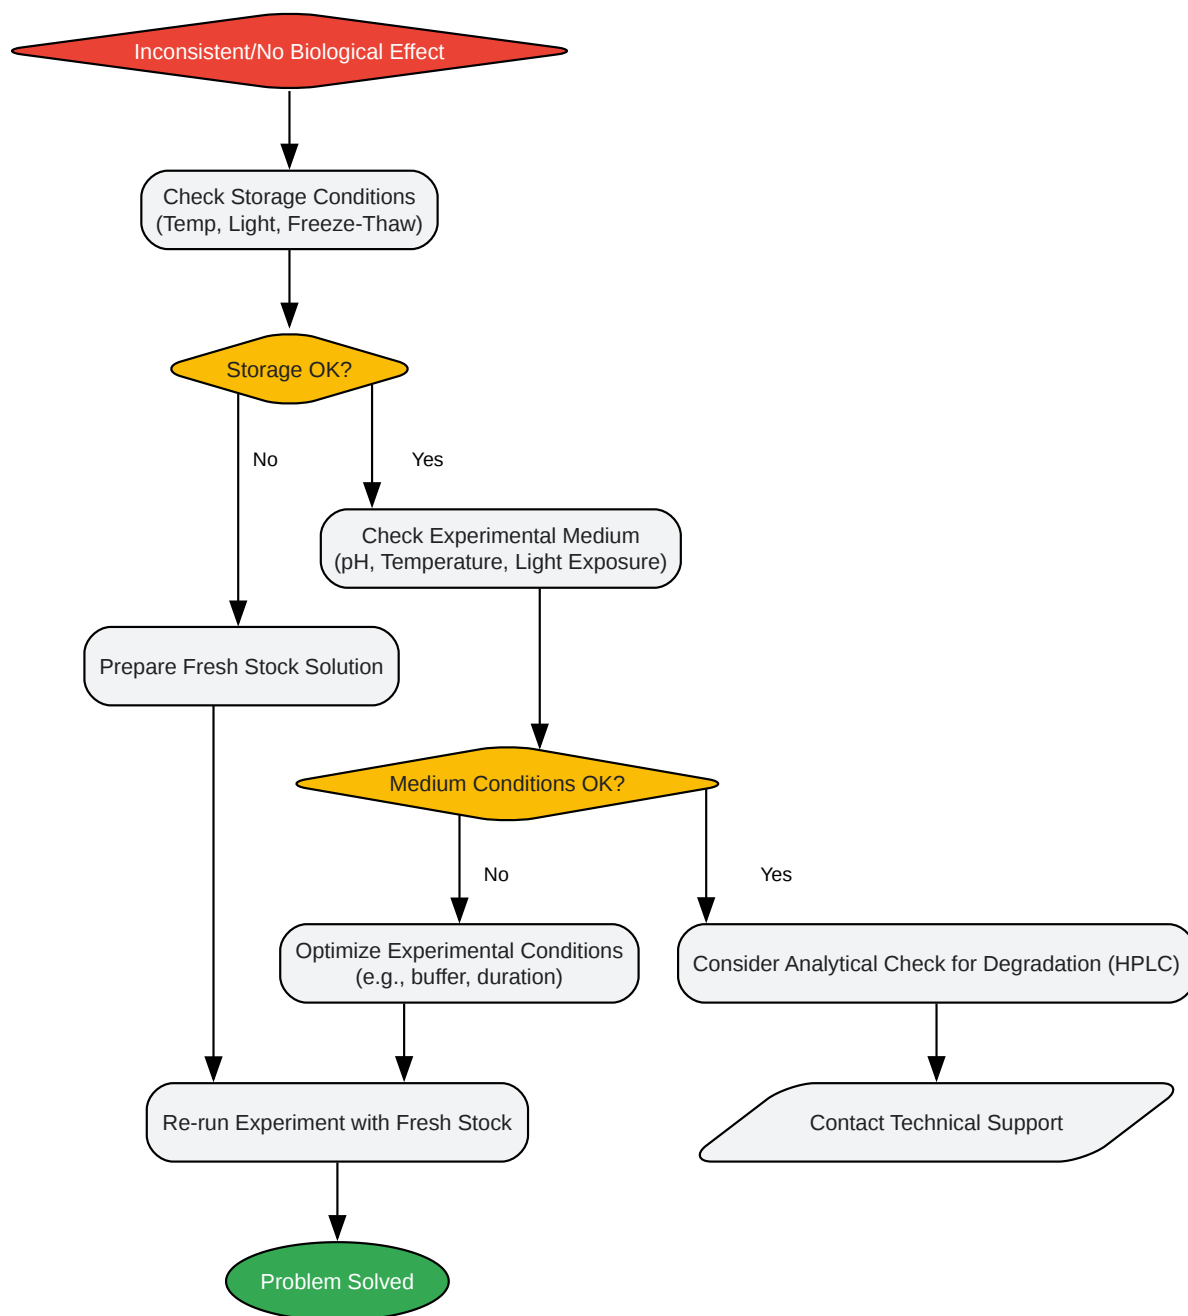 Inconsistent/No Biological Effect
Check Storage Conditions
(Temp, Light, Freeze-Thaw)
Storage OK?
No
Yes
Check Experimental Medium
(pH, Temperature, Light Exposure)
Prepare Fresh Stock Solution
Medium Conditions OK?
No
Yes
Optimize Experimental Conditions
(e.g., buffer, duration)
Consider Analytical Check for Degradation (HPLC)
Re-run Experiment with Fresh Stock
Contact Technical Support
Problem Solved